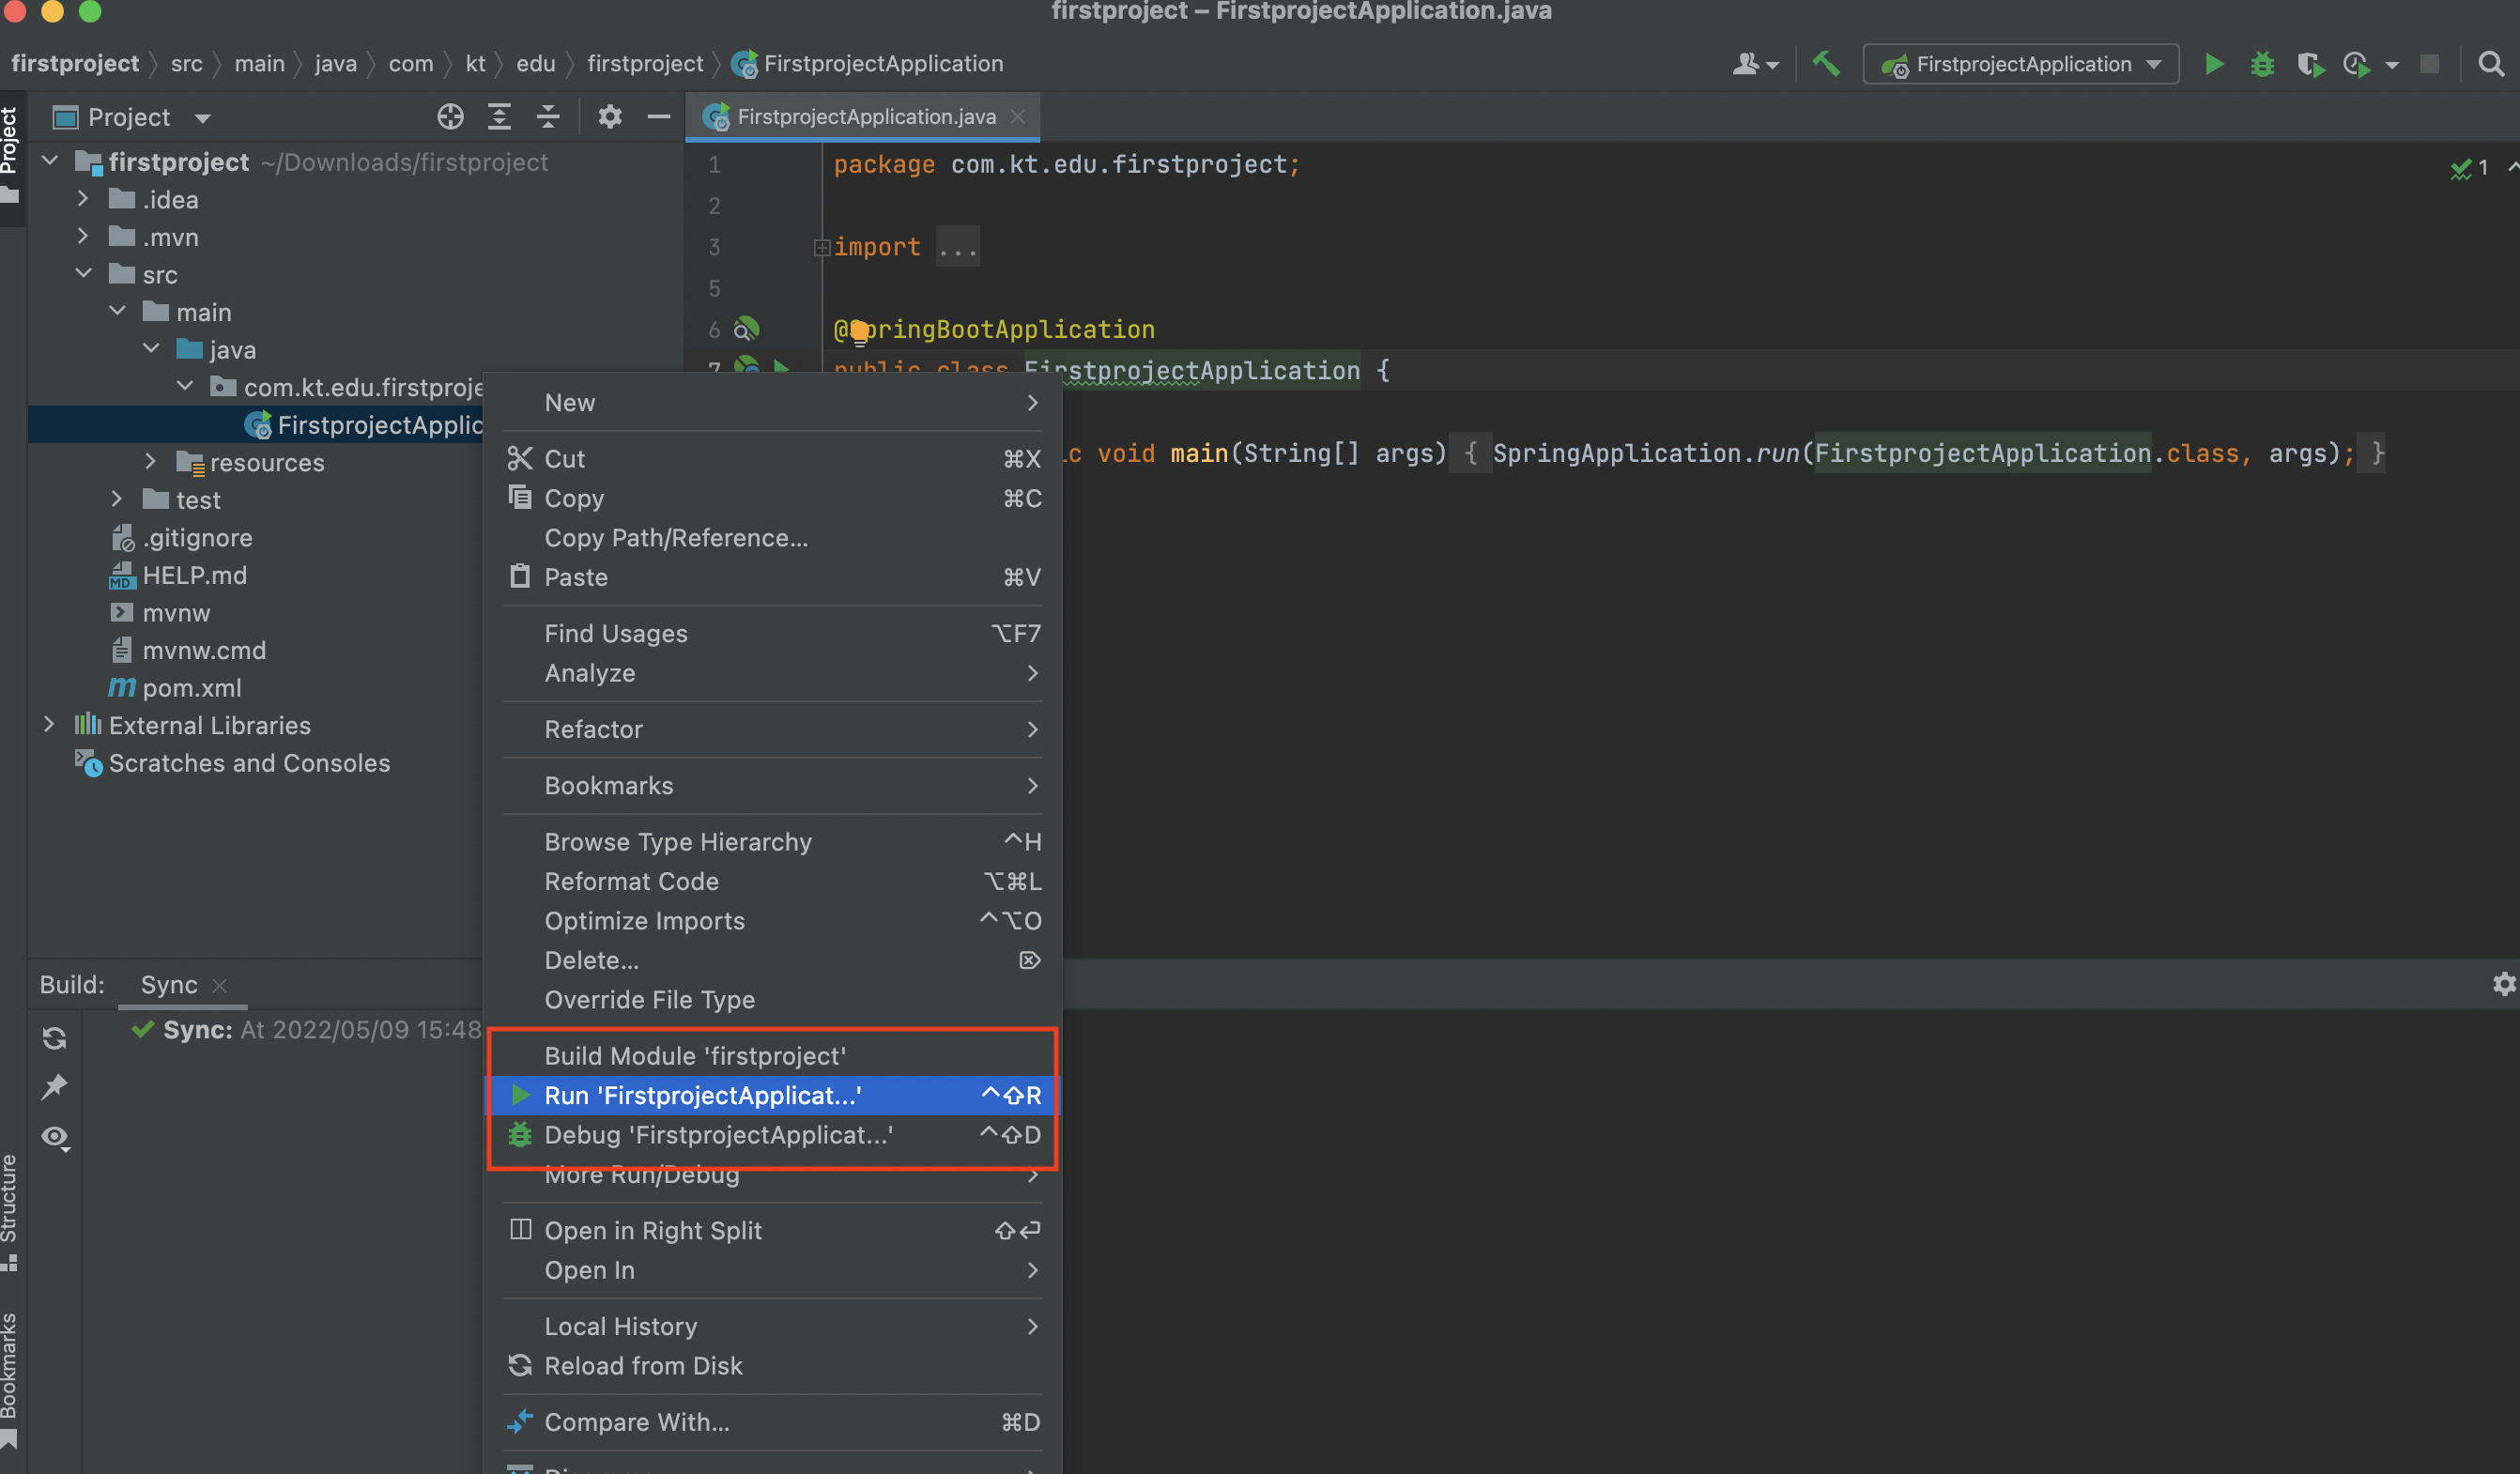 firstproject – FirstprojectApplication.java
firstproject src main java com kt edu firstproject FirstprojectApplication
FirstprojectApplication
Project
Project
FirstprojectApplication.java
firstproject ~/Downloads/firstproject
.idea
.mvn
src
main
java
com.kt.edu.firstproje
FirstprojectApplic
resources
test
.gitignore
HELP.md
mvnw
mvnw.cmd
pom.xml
External Libraries
Scratches and Consoles
1 package com.kt.edu.firstproject;
2
3 import ...
5
6 @SpringBootApplication
7 public class FirstprojectApplication {
ic void main(String[] args) { SpringApplication.run(FirstprojectApplication.class, args); }
1
New
Cut ⌘X
Copy ⌘C
Copy Path/Reference...
Paste ⌘V
Find Usages ⌥F7
Analyze
Refactor
Bookmarks
Browse Type Hierarchy ^H
Reformat Code ⌥⌘L
Optimize Imports ^⌥O
Delete... ⌦
Override File Type
Build Module 'firstproject'
Run 'FirstprojectApplicat...' ^⇧R
Debug 'FirstprojectApplicat...' ^⇧D
More Run/Debug
Open in Right Split ⇧⏎
Open In
Local History
Reload from Disk
Compare With... ⌘D
Build: Sync
Sync: At 2022/05/09 15:48
Structure
Bookmarks